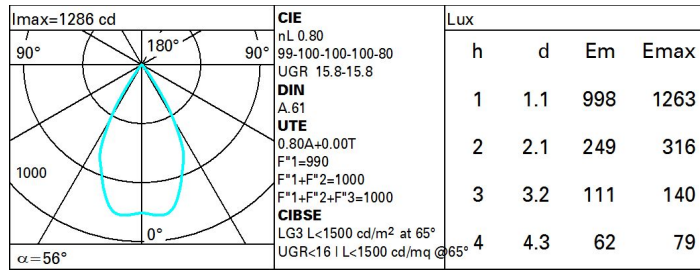 Imax=1286 cd
90° 180° 90°
1000
0°
α=56°
CIE
nL 0.80
99-100-100-100-80
UGR 15.8-15.8
DIN
A.61
UTE
0.80A+0.00T
F"1=990
F"1+F"2=1000
F"1+F"2+F"3=1000
CIBSE
LG3 L<1500 cd/m² at 65°
UGR<16 | L<1500 cd/mq @65°
Lux
h d Em Emax
1 1.1 998 1263
2 2.1 249 316
3 3.2 111 140
4 4.3 62 79